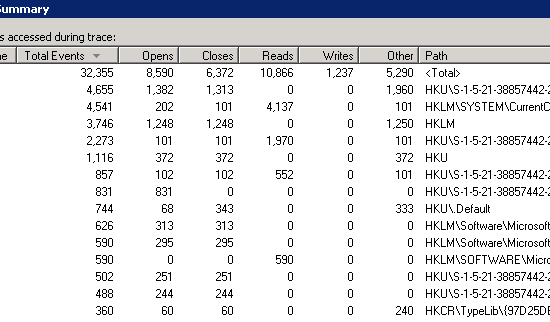 Summary
s accessed during trace:
ne Total Events Opens Closes Reads Writes Other Path
32,355 8,590 6,372 10,866 1,237 5,290 <Total>
4,655 1,382 1,313 0 0 1,960 HKU\S-1-5-21-38857442-2
4,541 202 101 4,137 0 101 HKLM\SYSTEM\CurrentC
3,746 1,248 1,248 0 0 1,250 HKLM
2,273 101 101 1,970 0 101 HKU\S-1-5-21-38857442-2
1,116 372 372 0 0 372 HKU
857 102 102 552 0 101 HKU\S-1-5-21-38857442-2
831 831 0 0 0 0 HKU\S-1-5-21-38857442-2
744 68 343 0 0 333 HKU\.Default
626 313 313 0 0 0 HKLM\Software\Microsoft
590 295 295 0 0 0 HKLM\Software\Microsoft
590 0 0 590 0 0 HKLM\SOFTWARE\Micro
502 251 251 0 0 0 HKU\S-1-5-21-38857442-2
488 244 244 0 0 0 HKU\S-1-5-21-38857442-2
360 60 60 0 0 240 HKCR\TypeLib\{97D25DB